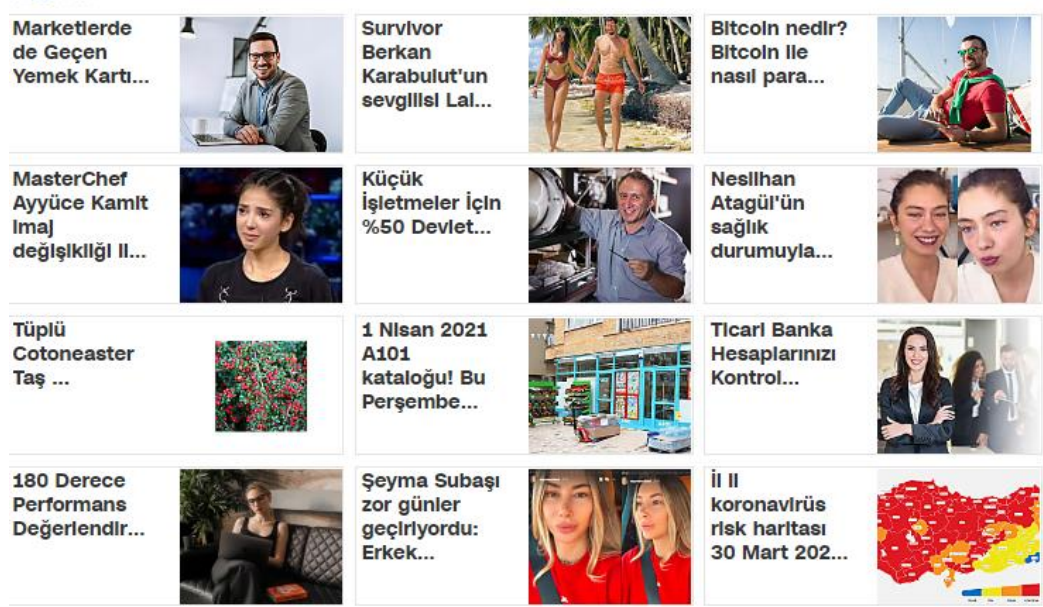 Marketlerde
de Geçen
Yemek Kartı...
Survivor
Berkan
Karabulut'un
sevgilisi Lal...
Bitcoin nedir?
Bitcoin ile
nasıl para...
MasterChef
Ayyüce Kamit
imaj
değişikliği il...
Küçük
İşletmeler İçin
%50 Devlet...
Neslihan
Atagül'ün
sağlık
durumuyla...
Tüplü
Cotoneaster
Taş ...
1 Nisan 2021
A101
kataloğu! Bu
Perşembe...
Ticari Banka
Hesaplarınızı
Kontrol...
180 Derece
Performans
Değerlendir...
Şeyma Subaşı
zor günler
geçiriyordu:
Erkek...
İl il
koronavirüs
risk haritası
30 Mart 202...